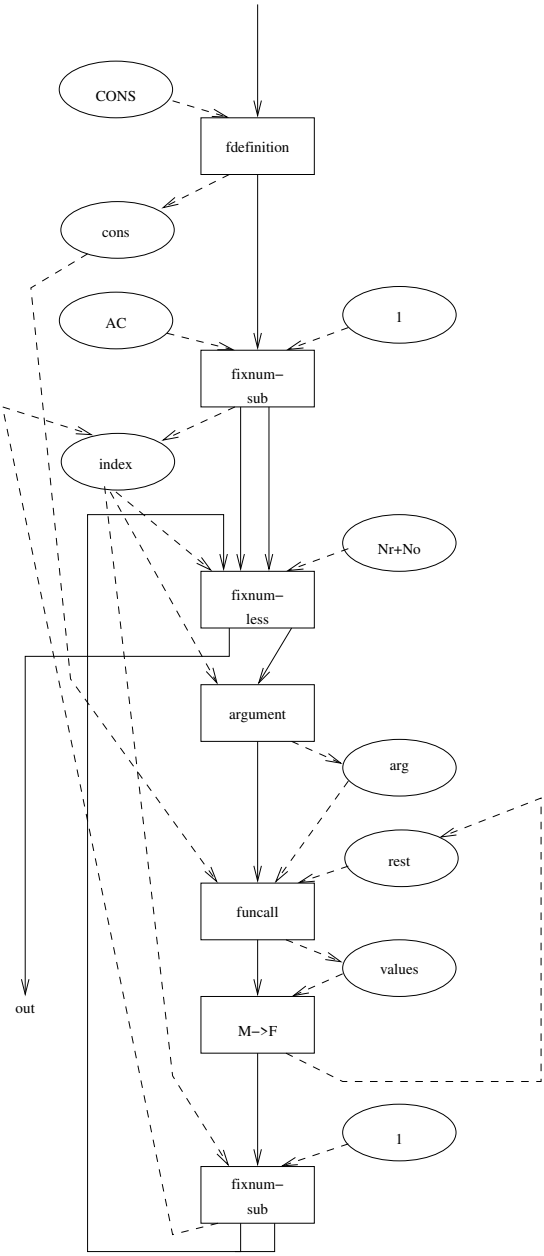 CONS
fdefinition
cons
AC
1
fixnum−
sub
index
Nr+No
fixnum−
less
argument
arg
rest
funcall
values
out
M−>F
1
fixnum−
sub